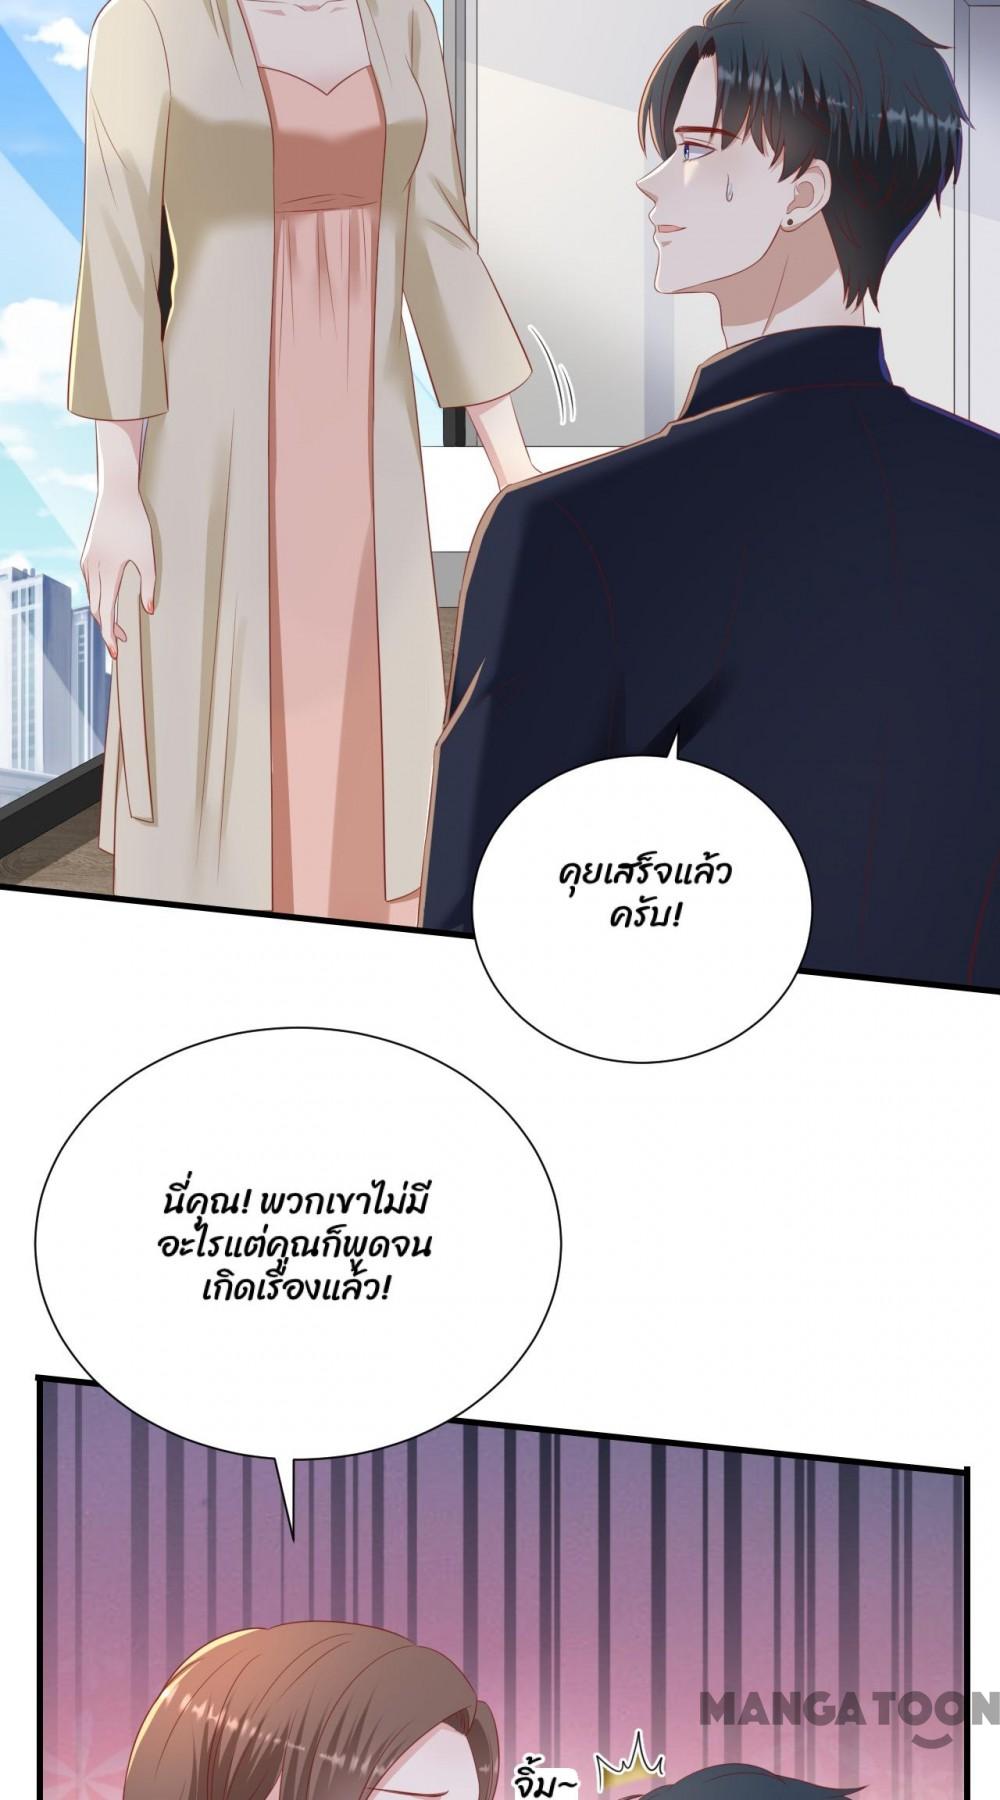 คุยเสร็จแล้ว
ครับ!
นี่คุณ! พวกเขาไม่มี
อะไรแต่คุณก็พูดจน
เกิดเรื่องแล้ว!
MANGATOON
จิ้ม~